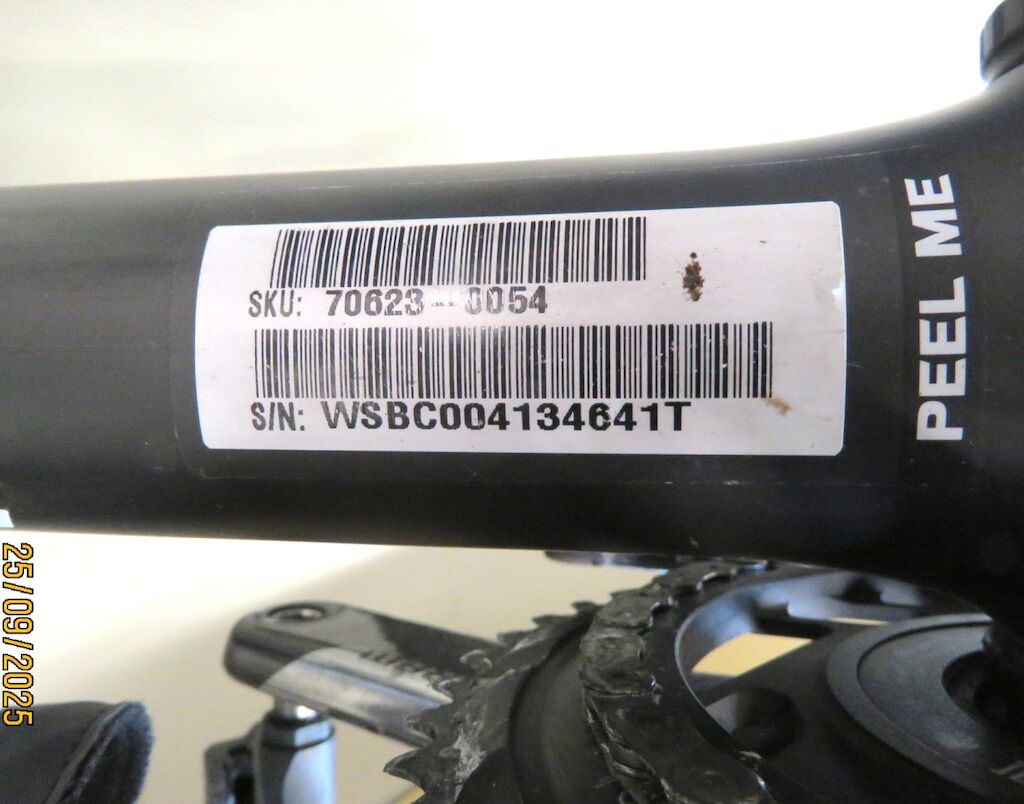 SKU: 70623-0054
S/N: WSBC004134641T
PEEL ME
25/09/2025